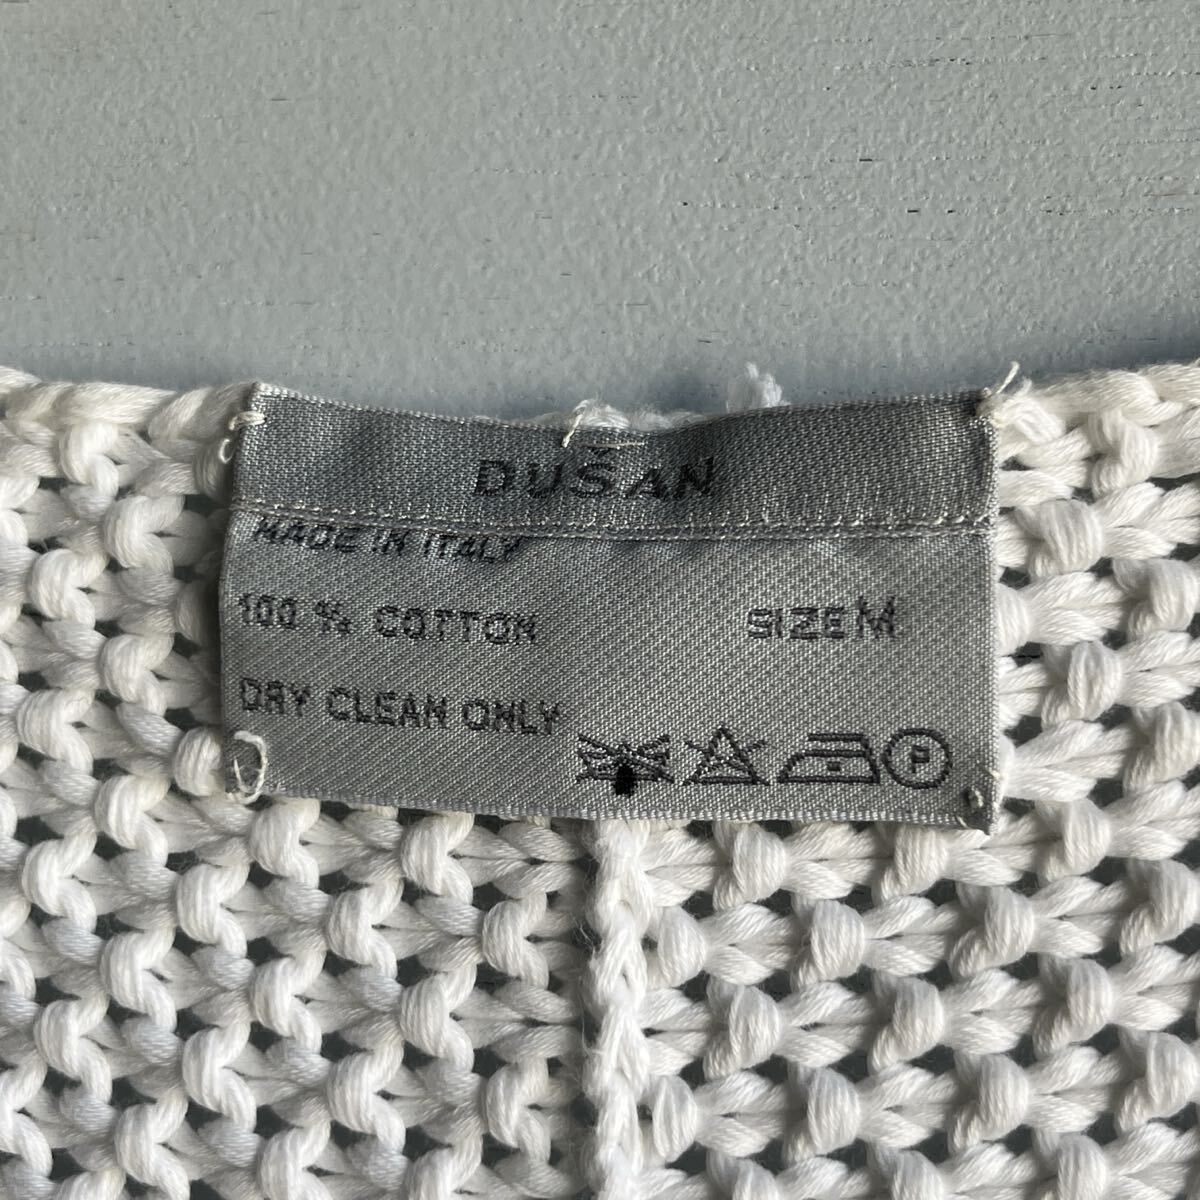 DUŠAN
MADE IN ITALY
100 % COTTON
SIZE M
DRY CLEAN ONLY
P